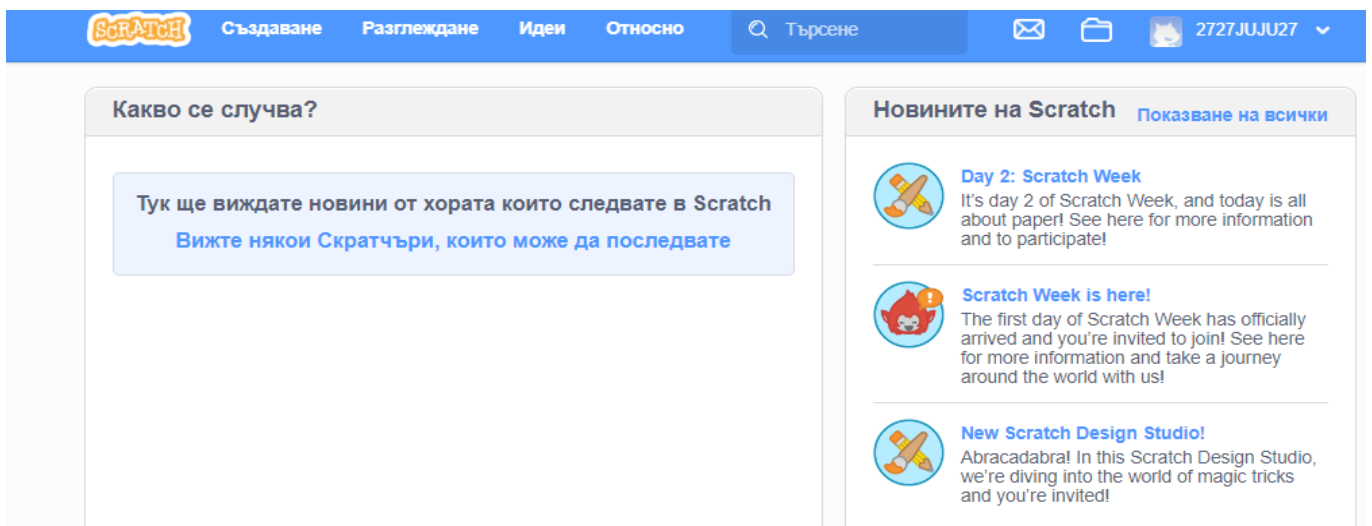 SCRATCH Създаване Разглеждане Идеи Относно Търсене 2727JUJU27
Какво се случва?
Тук ще виждате новини от хората които следвате в Scratch
Вижте някои Скратчъри, които може да последвате
Новините на Scratch Показване на всички
Day 2: Scratch Week
It's day 2 of Scratch Week, and today is all
about paper! See here for more information
and to participate!
Scratch Week is here!
The first day of Scratch Week has officially
arrived and you're invited to join! See here
for more information and take a journey
around the world with us!
New Scratch Design Studio!
Abracadabra! In this Scratch Design Studio,
we're diving into the world of magic tricks
and you're invited!